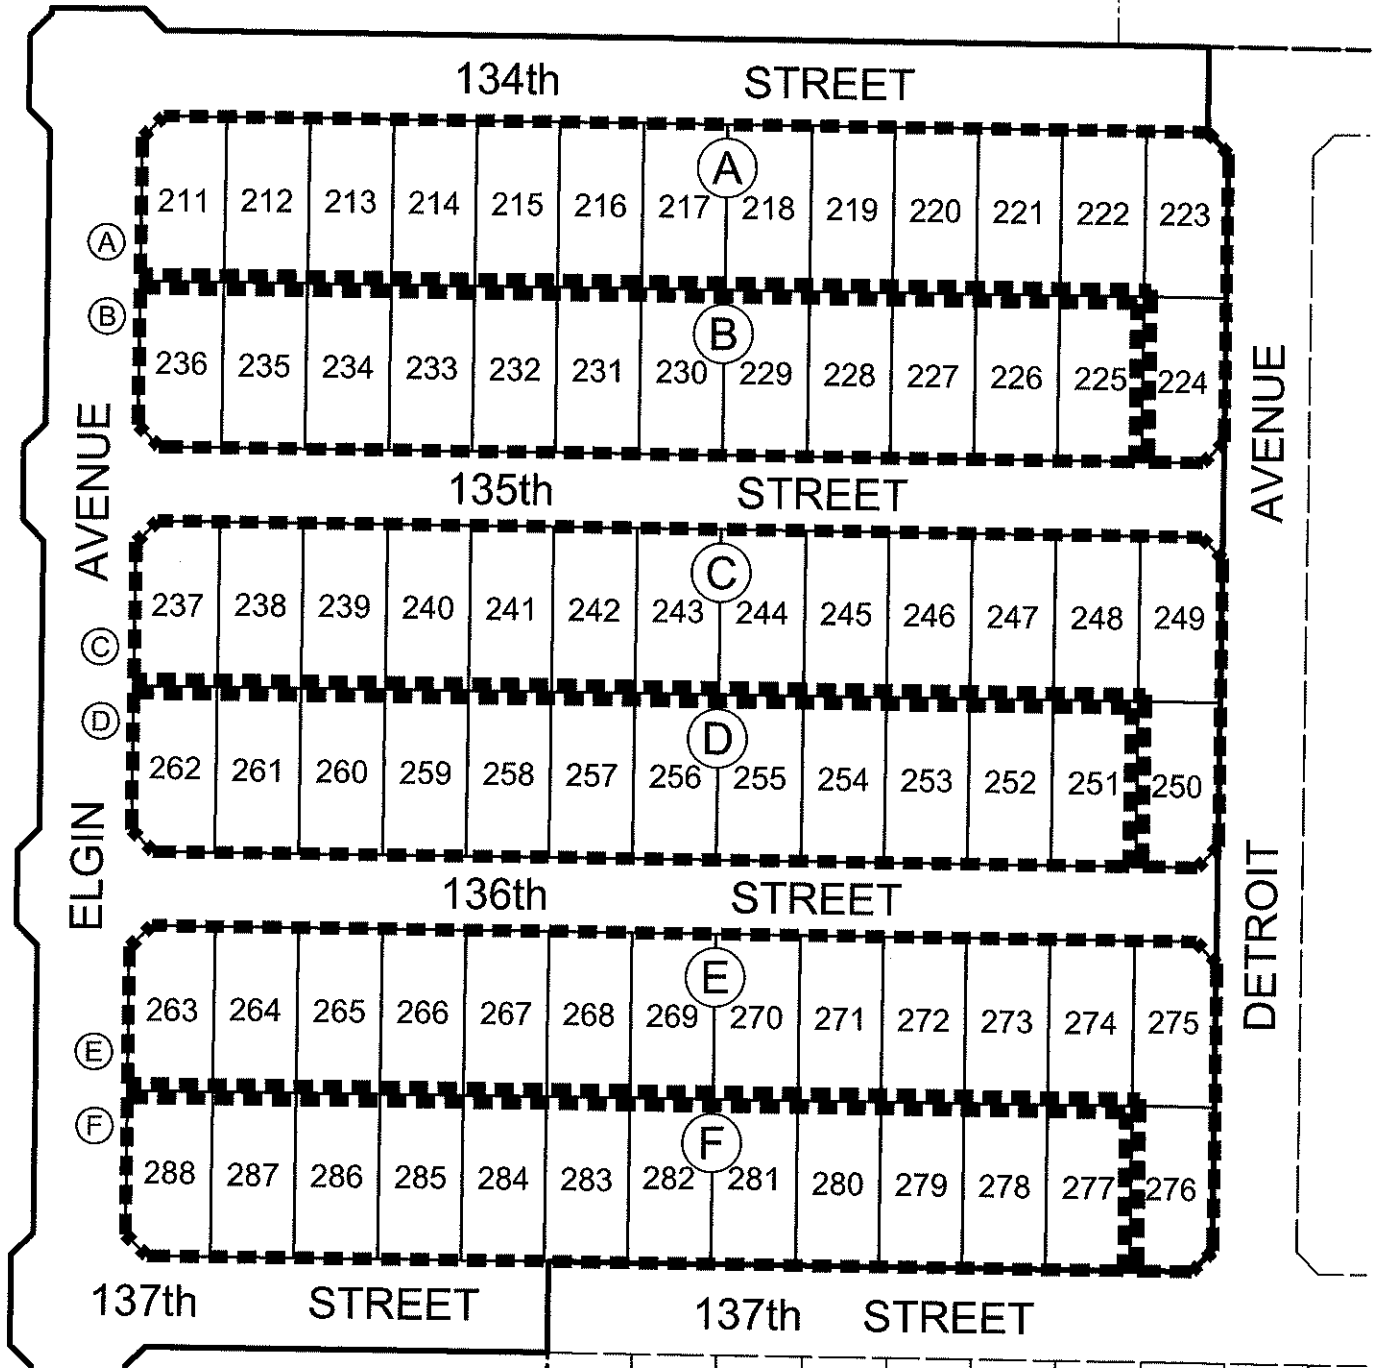 134th STREET
A
211 212 213 214 215 216 217 218 219 220 221 222 223
A
B
B
236 235 234 233 232 231 230 229 228 227 226 225 224
135th STREET
C
237 238 239 240 241 242 243 244 245 246 247 248 249
C
D
D
262 261 260 259 258 257 256 255 254 253 252 251 250
136th STREET
E
263 264 265 266 267 268 269 270 271 272 273 274 275
E
F
F
288 287 286 285 284 283 282 281 280 279 278 277 276
137th STREET 137th STREET
ELGIN AVENUE
DETROIT AVENUE